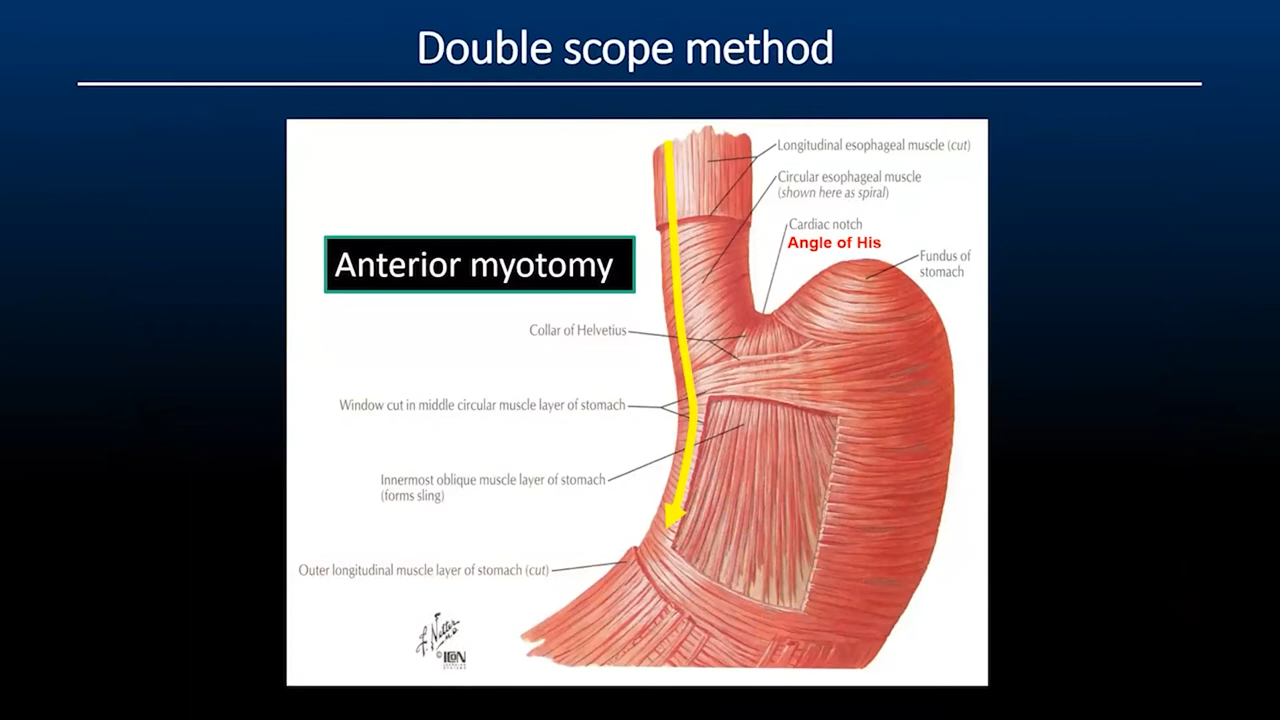 Double scope method
Longitudinal esophageal muscle (cut)
Circular esophageal muscle
(shown here as spiral)
Cardiac notch
Angle of His
Fundus of
stomach
Anterior myotomy
Collar of Helvetius
Window cut in middle circular muscle layer of stomach
Innermost oblique muscle layer of stomach
(forms sling)
Outer longitudinal muscle layer of stomach (cut)